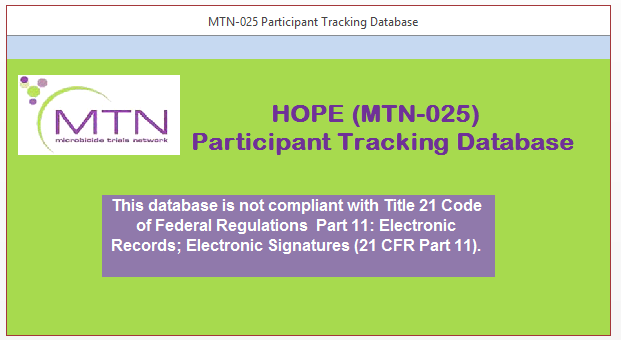 MTN-025 Participant Tracking Database
MTN
microbicide trials network
HOPE (MTN-025)
Participant Tracking Database
This database is not compliant with Title 21 Code
of Federal Regulations  Part 11: Electronic
Records; Electronic Signatures (21 CFR Part 11).